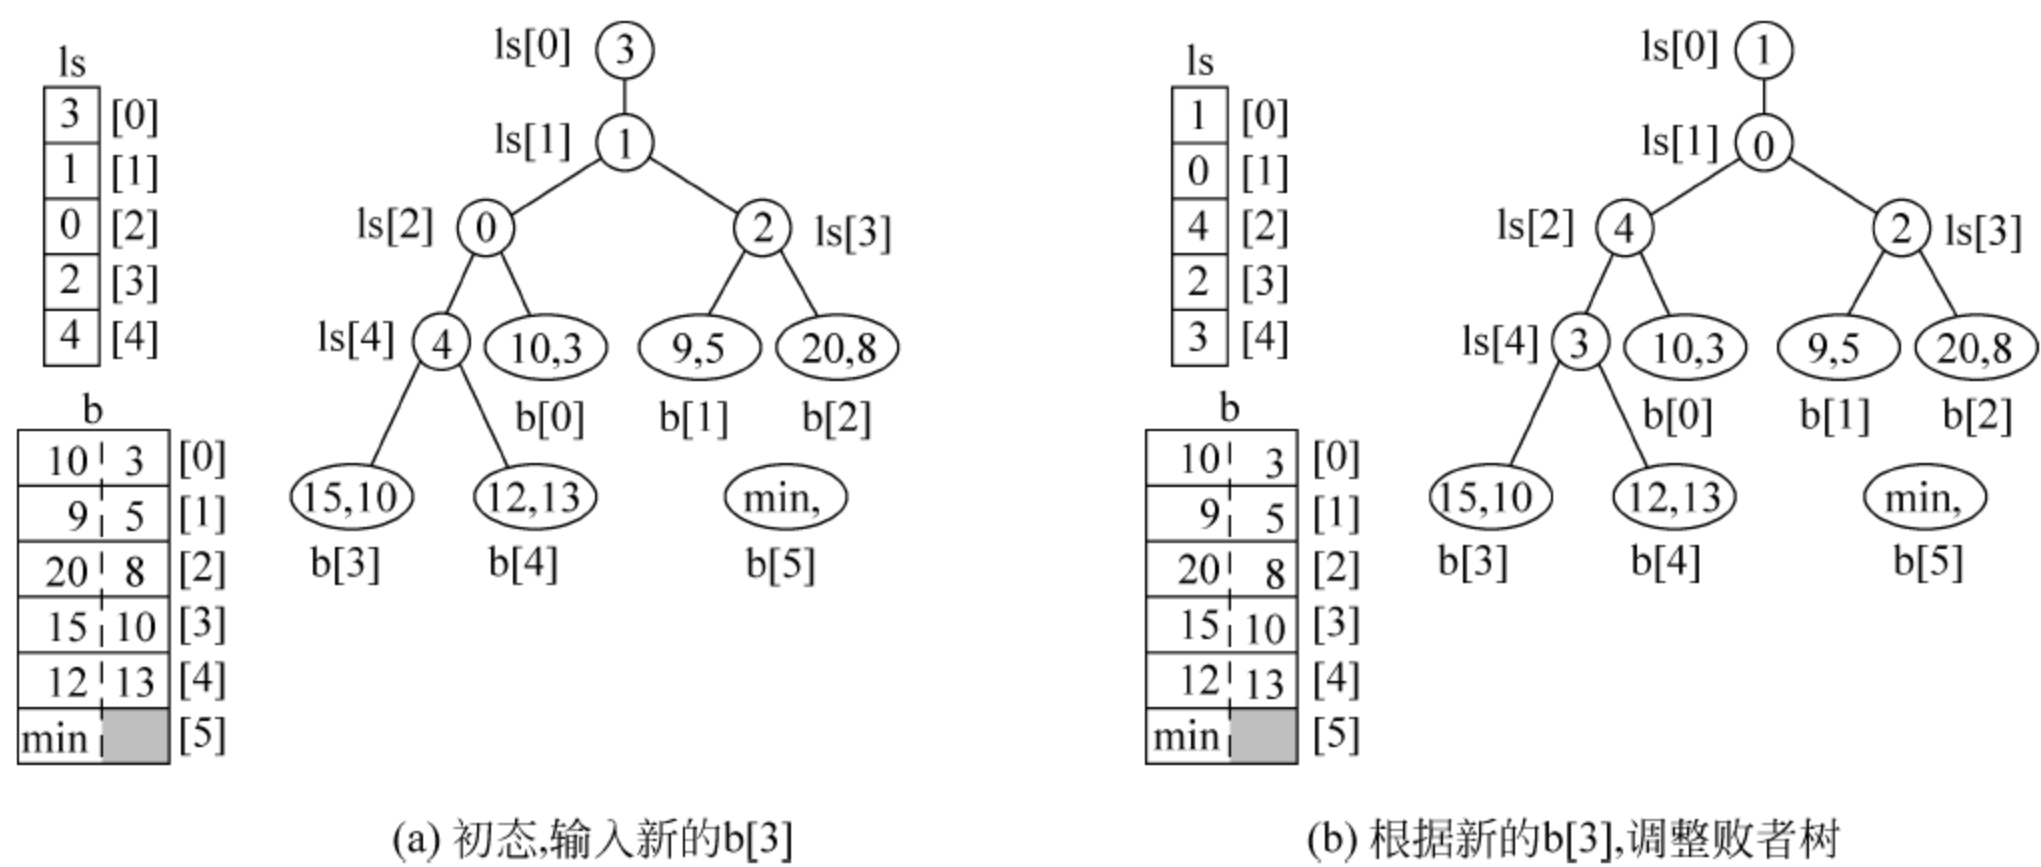 ls
3 [0]
1 [1]
0 [2]
2 [3]
4 [4]
b
10 3 [0]
9 5 [1]
20 8 [2]
15 10 [3]
12 13 [4]
min [5]
ls[0] 3
ls[1] 1
ls[2] 0 2 ls[3]
ls[4] 4 10,3 9,5 20,8
b[0] b[1] b[2]
15,10 12,13 min,
b[3] b[4] b[5]
(a) 初态,输入新的b[3]
ls
1 [0]
0 [1]
4 [2]
2 [3]
3 [4]
b
10 3 [0]
9 5 [1]
20 8 [2]
15 10 [3]
12 13 [4]
min [5]
ls[0] 1
ls[1] 0
ls[2] 4 2 ls[3]
ls[4] 3 10,3 9,5 20,8
b[0] b[1] b[2]
15,10 12,13 min,
b[3] b[4] b[5]
(b) 根据新的b[3],调整败者树